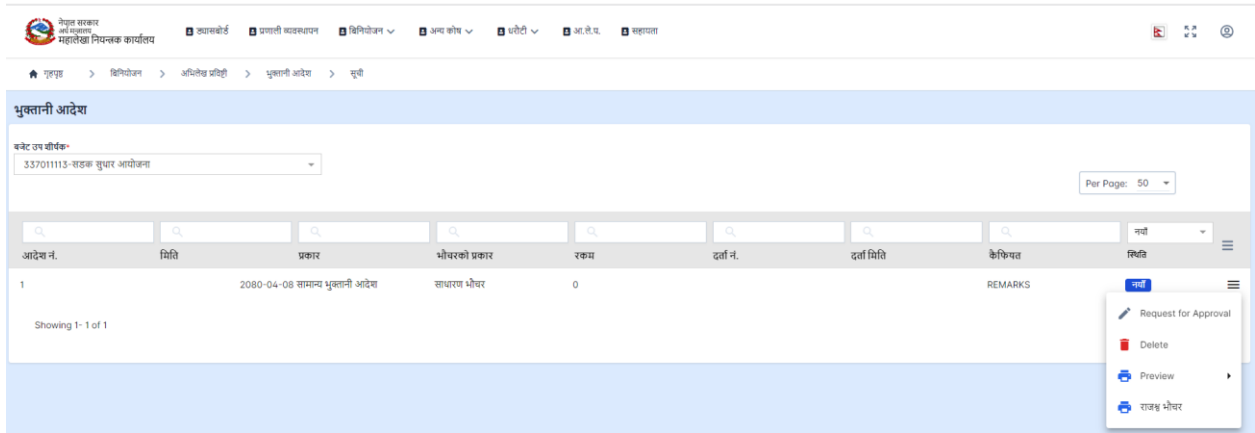 नेपाल सरकार
अर्थ मन्त्रालय
महालेखा नियन्त्रक कार्यालय
ड्यासबोर्ड प्रणाली व्यवस्थापन बिनियोजन अन्य कोष धरौटी आ.ले.प. सहायता
गृहपृष्ठ > बिनियोजन > अभिलेख प्रविष्टी > भुक्तानी आदेश > सूची
भुक्तानी आदेश
बजेट उप शीर्षक*
337011113-सडक सुधार आयोजना
Per Page: 50
नयाँ
आदेश नं. मिति प्रकार भौचरको प्रकार रकम दर्ता नं. दर्ता मिति कैफियत स्थिति
1 2080-04-08 सामान्य भुक्तानी आदेश साधारण भौचर 0 REMARKS नयाँ
Showing 1- 1 of 1
Request for Approval
Delete
Preview
राजश्व भौचर